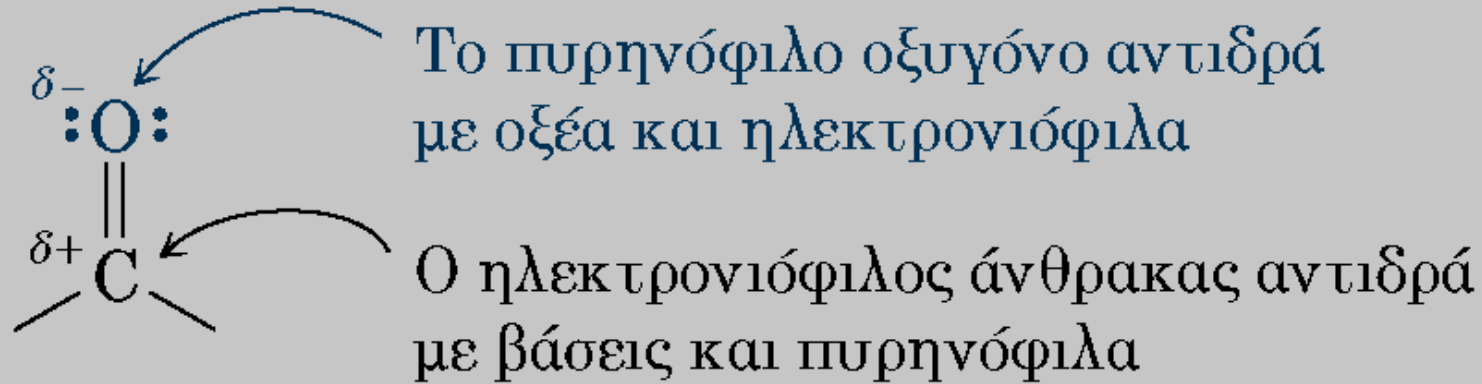 Το πυρηνόφιλο οξυγόνο αντιδρά
με οξέα και ηλεκτρονιόφιλα
δ−
:O:
δ+
C
Ο ηλεκτρονιόφιλος άνθρακας αντιδρά
με βάσεις και πυρηνόφιλα